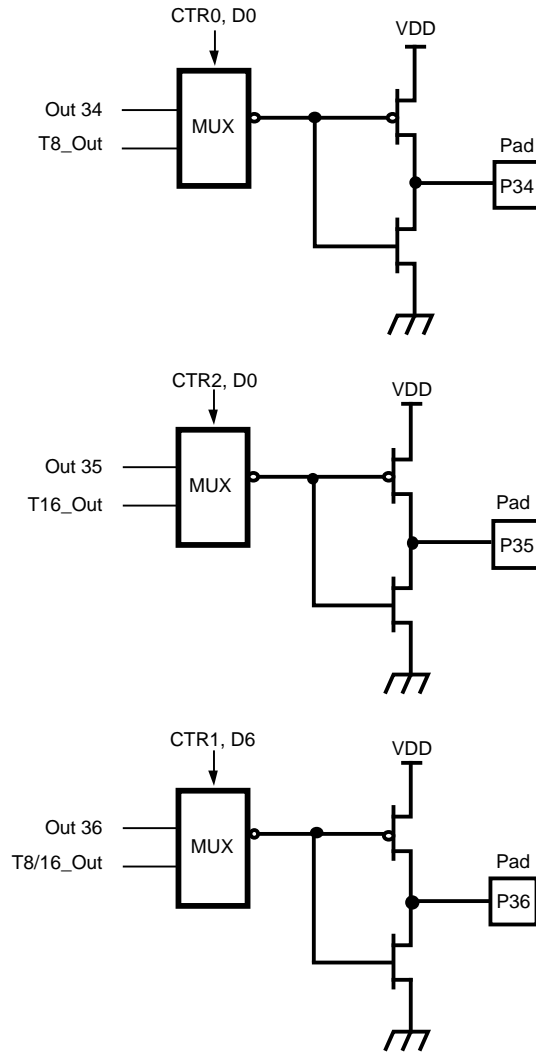 CTR0, D0
VDD
Out 34
MUX
T8_Out
Pad
P34
CTR2, D0
VDD
Out 35
MUX
T16_Out
Pad
P35
CTR1, D6
VDD
Out 36
MUX
T8/16_Out
Pad
P36